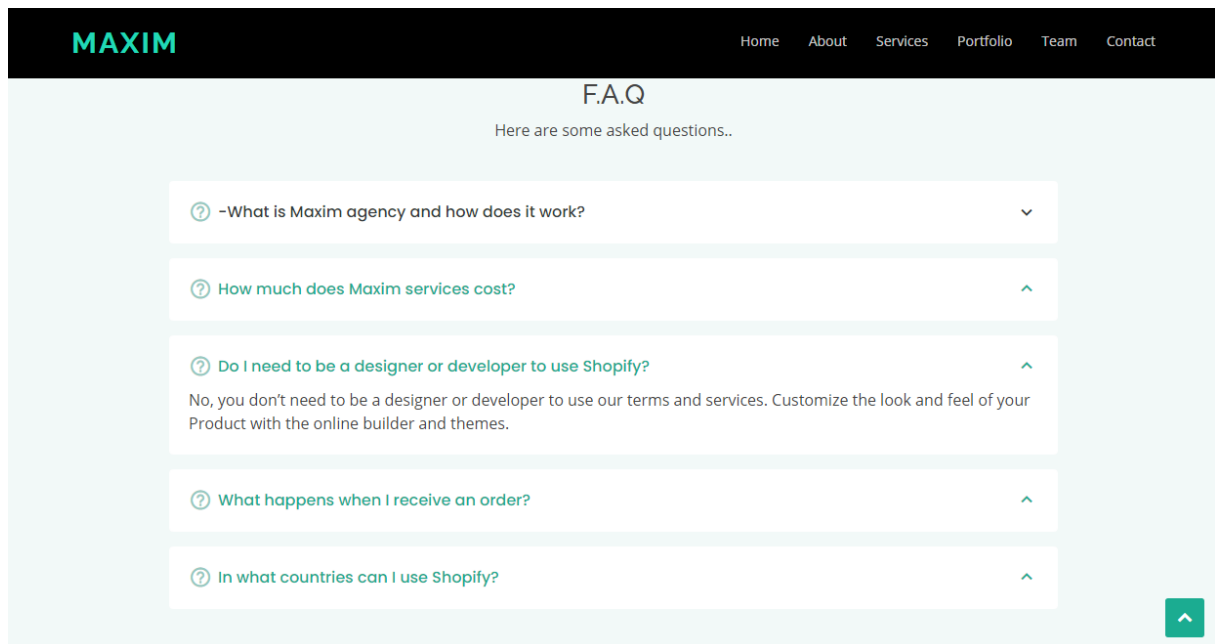 MAXIM
Home About Services Portfolio Team Contact
F.A.Q
Here are some asked questions..
-What is Maxim agency and how does it work?
How much does Maxim services cost?
Do I need to be a designer or developer to use Shopify?
No, you don’t need to be a designer or developer to use our terms and services. Customize the look and feel of your
Product with the online builder and themes.
What happens when I receive an order?
In what countries can I use Shopify?